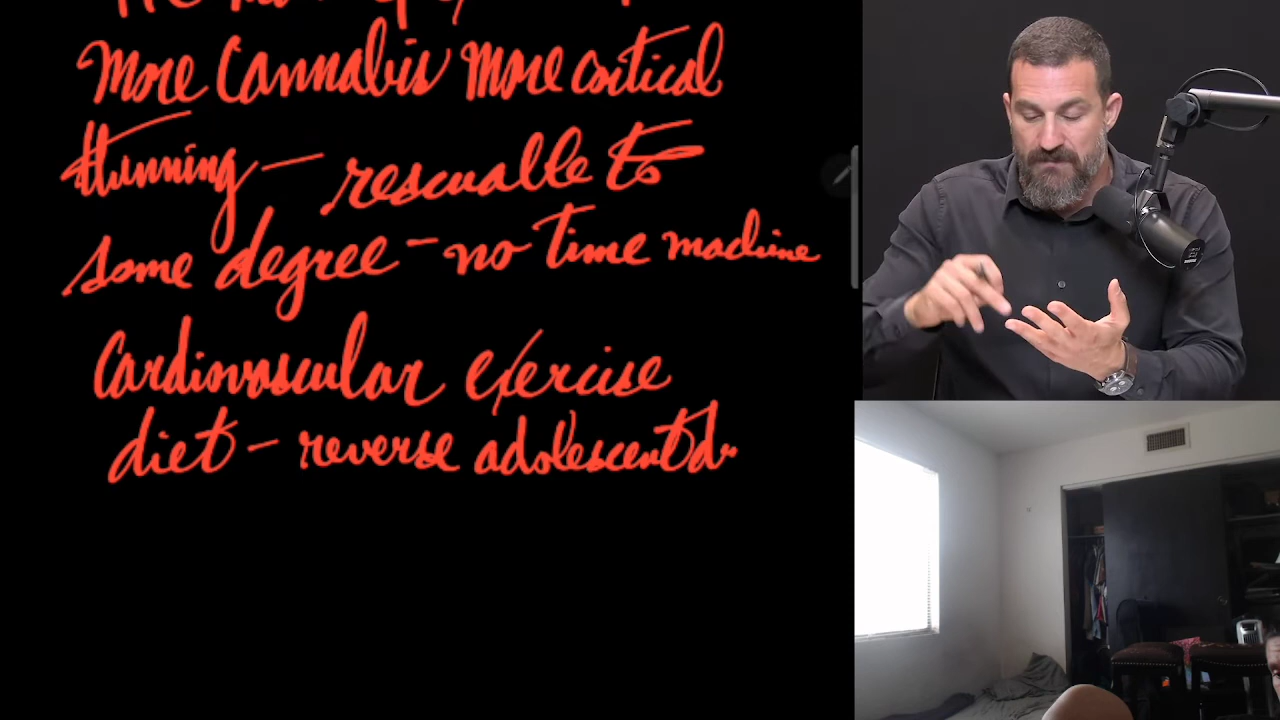 More Cannabis more cortical
thinning — rescuable to
some degree — no time machine
Cardiovascular exercise
diet — reverse adolescent